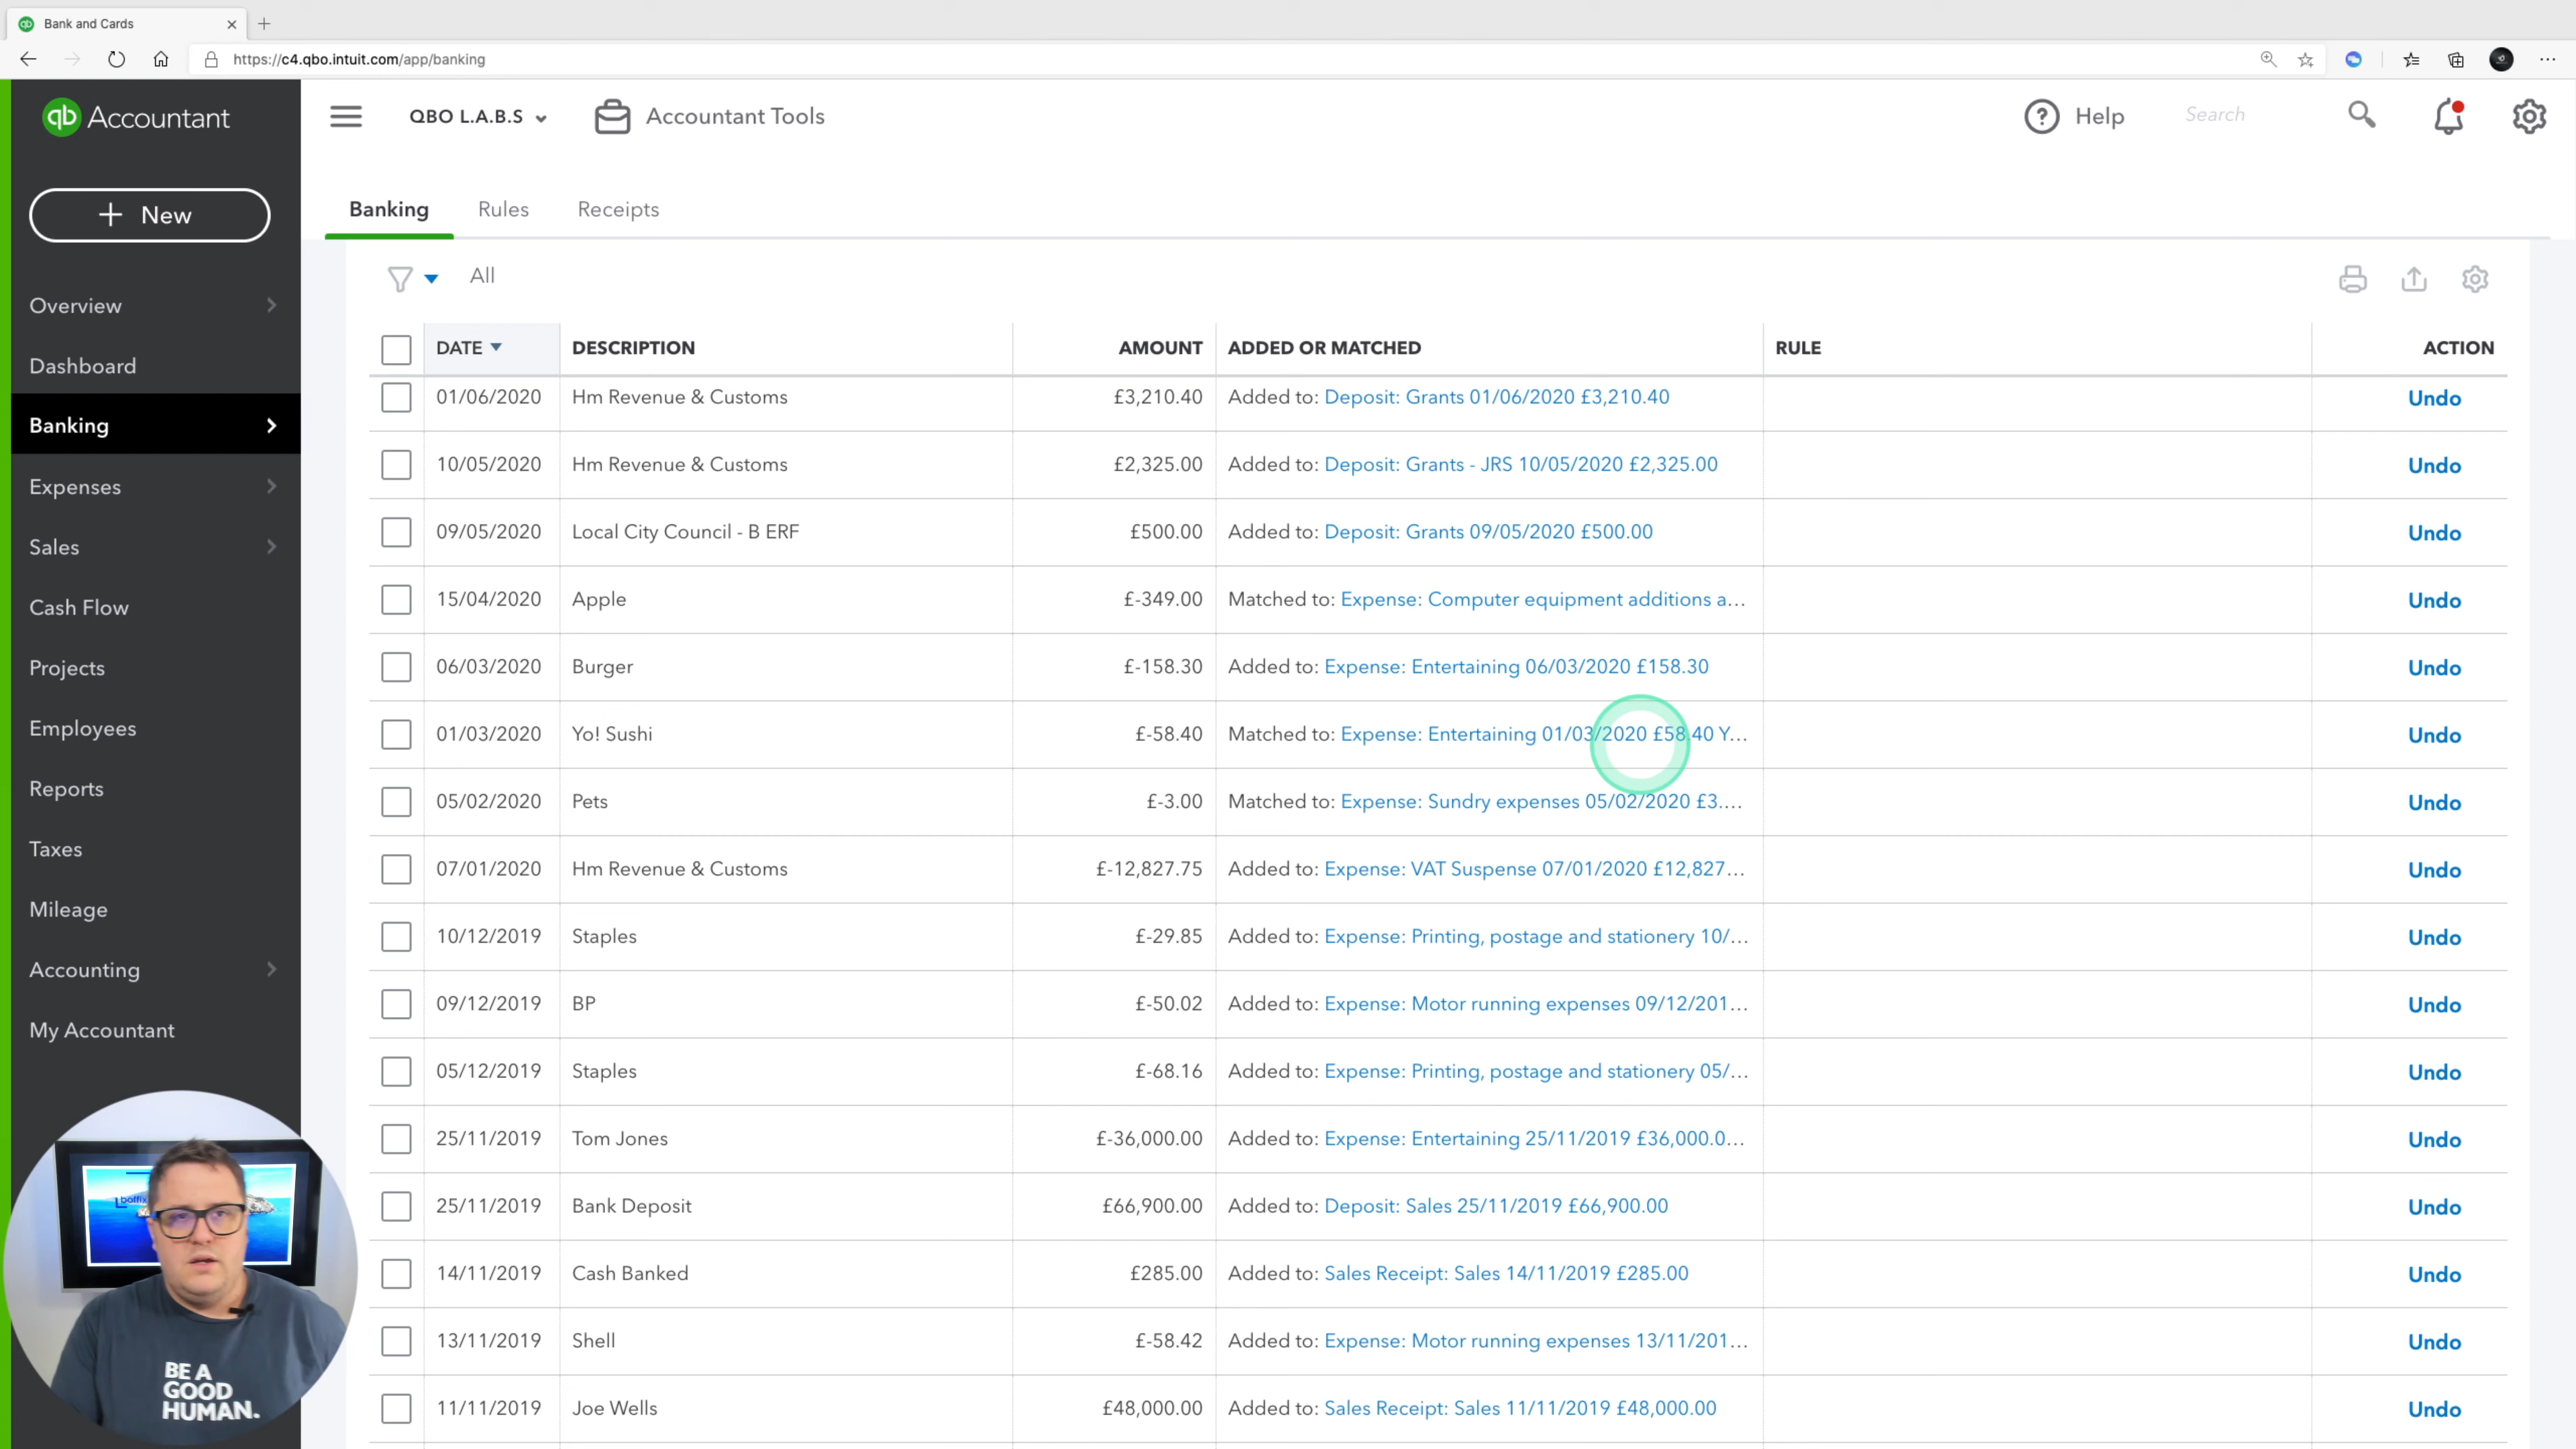 Bank and Cards
https://c4.qbo.intuit.com/app/banking
qb Accountant
QBO L.A.B.S
Accountant Tools
? Help
Search
+ New
Banking Rules Receipts
Overview
Dashboard
Banking
Expenses
Sales
Cash Flow
Projects
Employees
Reports
Taxes
Mileage
Accounting
My Accountant
All
DATE DESCRIPTION AMOUNT ADDED OR MATCHED RULE ACTION
01/06/2020 Hm Revenue & Customs £3,210.40 Added to: Deposit: Grants 01/06/2020 £3,210.40 Undo
10/05/2020 Hm Revenue & Customs £2,325.00 Added to: Deposit: Grants - JRS 10/05/2020 £2,325.00 Undo
09/05/2020 Local City Council - B ERF £500.00 Added to: Deposit: Grants 09/05/2020 £500.00 Undo
15/04/2020 Apple £-349.00 Matched to: Expense: Computer equipment additions a... Undo
06/03/2020 Burger £-158.30 Added to: Expense: Entertaining 06/03/2020 £158.30 Undo
01/03/2020 Yo! Sushi £-58.40 Matched to: Expense: Entertaining 01/03/2020 £58.40 Y... Undo
05/02/2020 Pets £-3.00 Matched to: Expense: Sundry expenses 05/02/2020 £3.... Undo
07/01/2020 Hm Revenue & Customs £-12,827.75 Added to: Expense: VAT Suspense 07/01/2020 £12,827... Undo
10/12/2019 Staples £-29.85 Added to: Expense: Printing, postage and stationery 10/... Undo
09/12/2019 BP £-50.02 Added to: Expense: Motor running expenses 09/12/201... Undo
05/12/2019 Staples £-68.16 Added to: Expense: Printing, postage and stationery 05/... Undo
25/11/2019 Tom Jones £-36,000.00 Added to: Expense: Entertaining 25/11/2019 £36,000.0... Undo
25/11/2019 Bank Deposit £66,900.00 Added to: Deposit: Sales 25/11/2019 £66,900.00 Undo
14/11/2019 Cash Banked £285.00 Added to: Sales Receipt: Sales 14/11/2019 £285.00 Undo
13/11/2019 Shell £-58.42 Added to: Expense: Motor running expenses 13/11/201... Undo
11/11/2019 Joe Wells £48,000.00 Added to: Sales Receipt: Sales 11/11/2019 £48,000.00 Undo
BE A
GOOD
HUMAN.